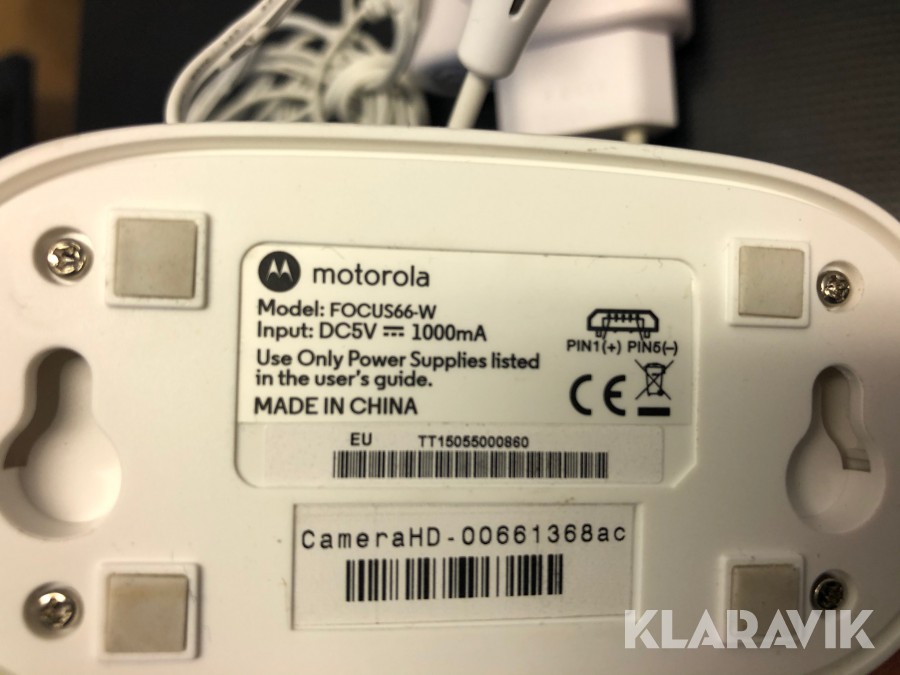 motorola
Model: FOCUS66-W
Input: DC5V ⎓ 1000mA
Use Only Power Supplies listed
in the user's guide.
MADE IN CHINA
PIN1(+) PIN5(–)
CE
EU TT15055000860
CameraHD-00661368ac
KLARAVIK